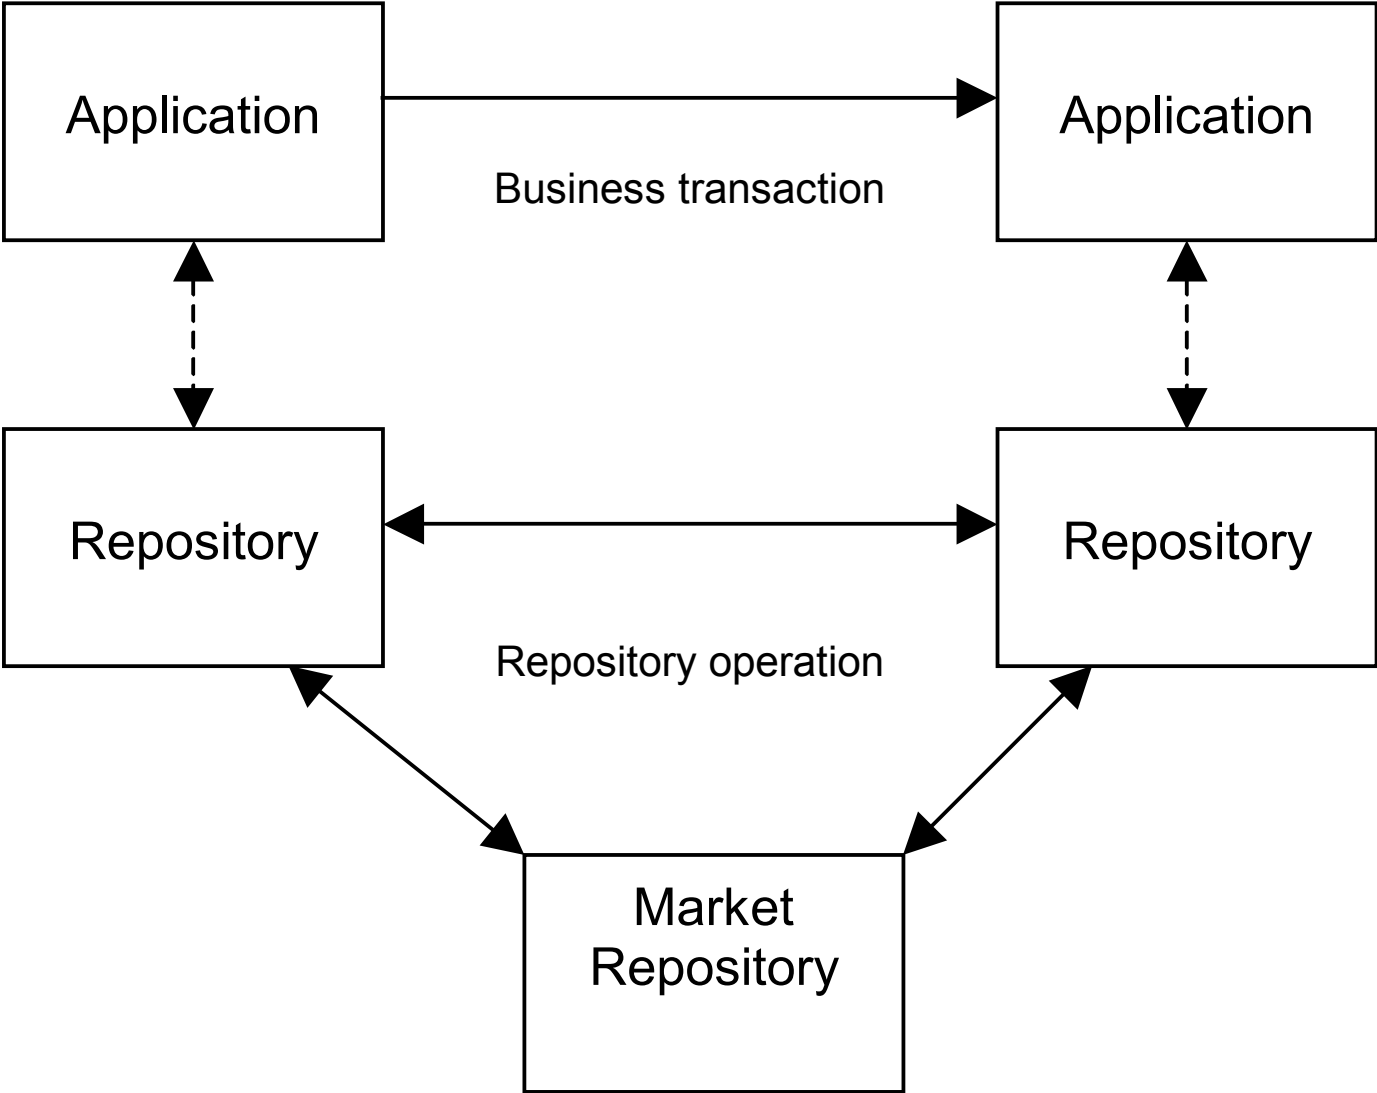 Application
Application
Business transaction
Repository
Repository
Repository operation
Market
Repository